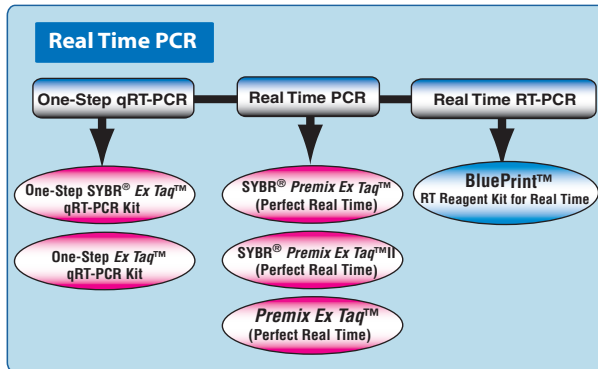 Real Time PCR
One-Step qRT-PCR
Real Time PCR
Real Time RT-PCR
One-Step SYBR® Ex Taq™
qRT-PCR Kit
One-Step Ex Taq™
qRT-PCR Kit
SYBR® Premix Ex Taq™
(Perfect Real Time)
SYBR® Premix Ex Taq™II
(Perfect Real Time)
Premix Ex Taq™
(Perfect Real Time)
BluePrint™
RT Reagent Kit for Real Time